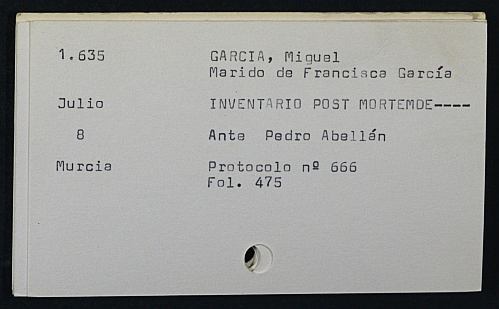 1.635 GARCIA, Miguel
Marido de Francisca García
Julio INVENTARIO POST MORTEMDE----
8 Ante Pedro Abellán
Murcia Protocolo nº 666
Fol. 475